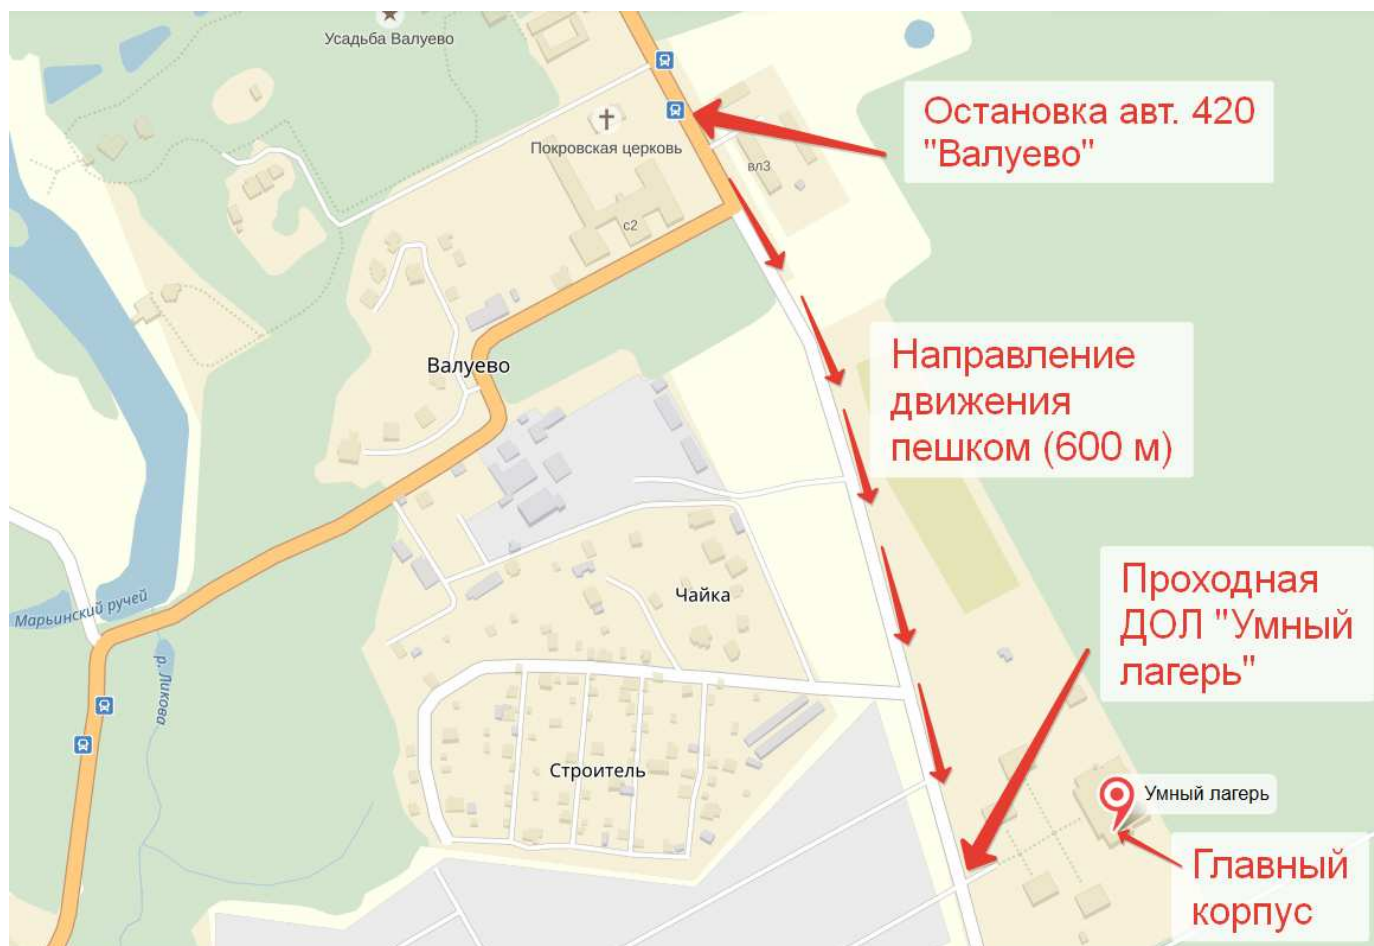 Усадьба Валуево
Остановка авт. 420
"Валуево"
Покровская церковь
вл3
с2
Валуево
Направление
движения
пешком (600 м)
Чайка
Марьинский ручей
р. Ликова
Проходная
ДОЛ "Умный
лагерь"
Строитель
Умный лагерь
Главный
корпус